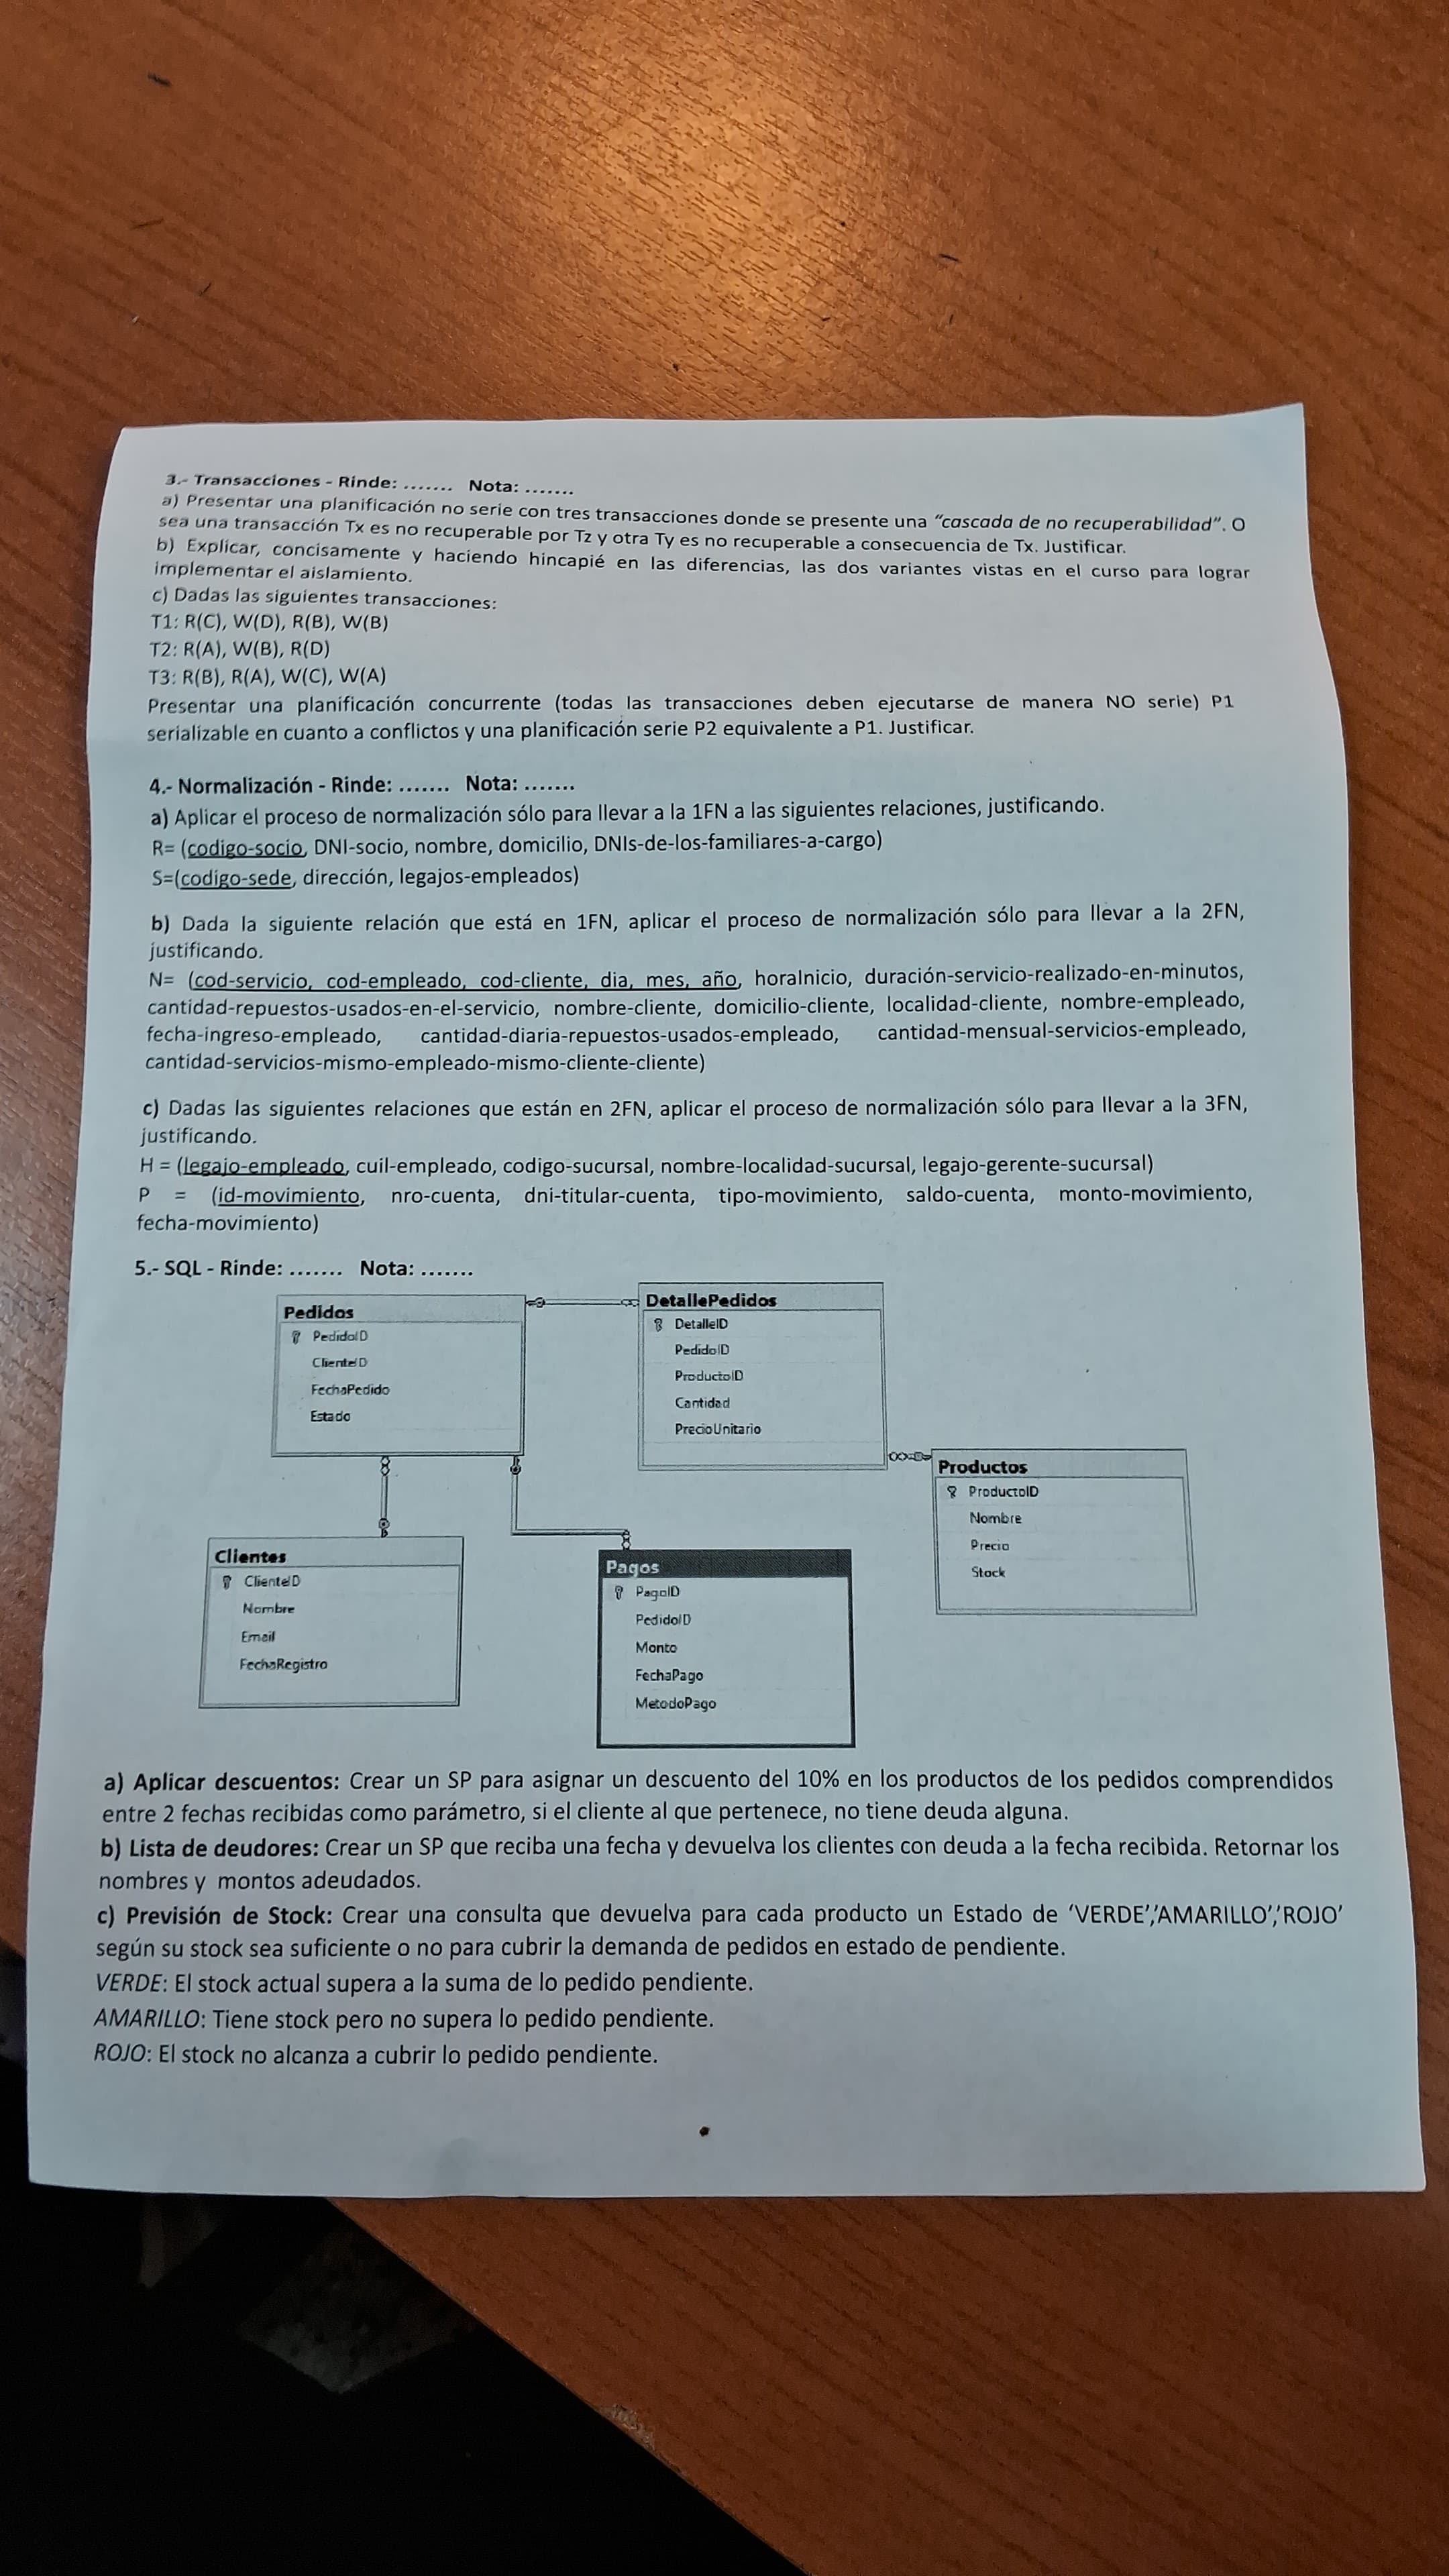 3.- Transacciones - Rinde: ....... Nota: .......
a) Presentar una planificación no serie con tres transacciones donde se presente una “cascada de no recuperabilidad”. O
sea una transacción Tx es no recuperable por Tz y otra Ty es no recuperable a consecuencia de Tx. Justificar.
b) Explicar, concisamente y haciendo hincapié en las diferencias, las dos variantes vistas en el curso para lograr
implementar el aislamiento.
c) Dadas las siguientes transacciones:
T1: R(C), W(D), R(B), W(B)
T2: R(A), W(B), R(D)
T3: R(B), R(A), W(C), W(A)
Presentar una planificación concurrente (todas las transacciones deben ejecutarse de manera NO serie) P1
serializable en cuanto a conflictos y una planificación serie P2 equivalente a P1. Justificar.
4.- Normalización - Rinde: ....... Nota: .......
a) Aplicar el proceso de normalización sólo para llevar a la 1FN a las siguientes relaciones, justificando.
R= (codigo-socio, DNI-socio, nombre, domicilio, DNIs-de-los-familiares-a-cargo)
S=(codigo-sede, dirección, legajos-empleados)
b) Dada la siguiente relación que está en 1FN, aplicar el proceso de normalización sólo para llevar a la 2FN,
justificando.
N= (cod-servicio, cod-empleado, cod-cliente, dia, mes, año, horaInicio, duración-servicio-realizado-en-minutos,
cantidad-repuestos-usados-en-el-servicio, nombre-cliente, domicilio-cliente, localidad-cliente, nombre-empleado,
fecha-ingreso-empleado, cantidad-diaria-repuestos-usados-empleado, cantidad-mensual-servicios-empleado,
cantidad-servicios-mismo-empleado-mismo-cliente-cliente)
c) Dadas las siguientes relaciones que están en 2FN, aplicar el proceso de normalización sólo para llevar a la 3FN,
justificando.
H = (legajo-empleado, cuil-empleado, codigo-sucursal, nombre-localidad-sucursal, legajo-gerente-sucursal)
P = (id-movimiento, nro-cuenta, dni-titular-cuenta, tipo-movimiento, saldo-cuenta, monto-movimiento,
fecha-movimiento)
5.- SQL - Rinde: ....... Nota: .......
Pedidos
PedidoID
ClienteID
FechaPedido
Estado
DetallePedidos
DetalleID
PedidoID
ProductoID
Cantidad
PrecioUnitario
Productos
ProductoID
Nombre
Precio
Stock
Clientes
ClienteID
Nombre
Email
FechaRegistro
Pagos
PagoID
PedidoID
Monto
FechaPago
MetodoPago
a) Aplicar descuentos: Crear un SP para asignar un descuento del 10% en los productos de los pedidos comprendidos
entre 2 fechas recibidas como parámetro, si el cliente al que pertenece, no tiene deuda alguna.
b) Lista de deudores: Crear un SP que reciba una fecha y devuelva los clientes con deuda a la fecha recibida. Retornar los
nombres y montos adeudados.
c) Previsión de Stock: Crear una consulta que devuelva para cada producto un Estado de ‘VERDE’,’AMARILLO’,’ROJO’
según su stock sea suficiente o no para cubrir la demanda de pedidos en estado de pendiente.
VERDE: El stock actual supera a la suma de lo pedido pendiente.
AMARILLO: Tiene stock pero no supera lo pedido pendiente.
ROJO: El stock no alcanza a cubrir lo pedido pendiente.